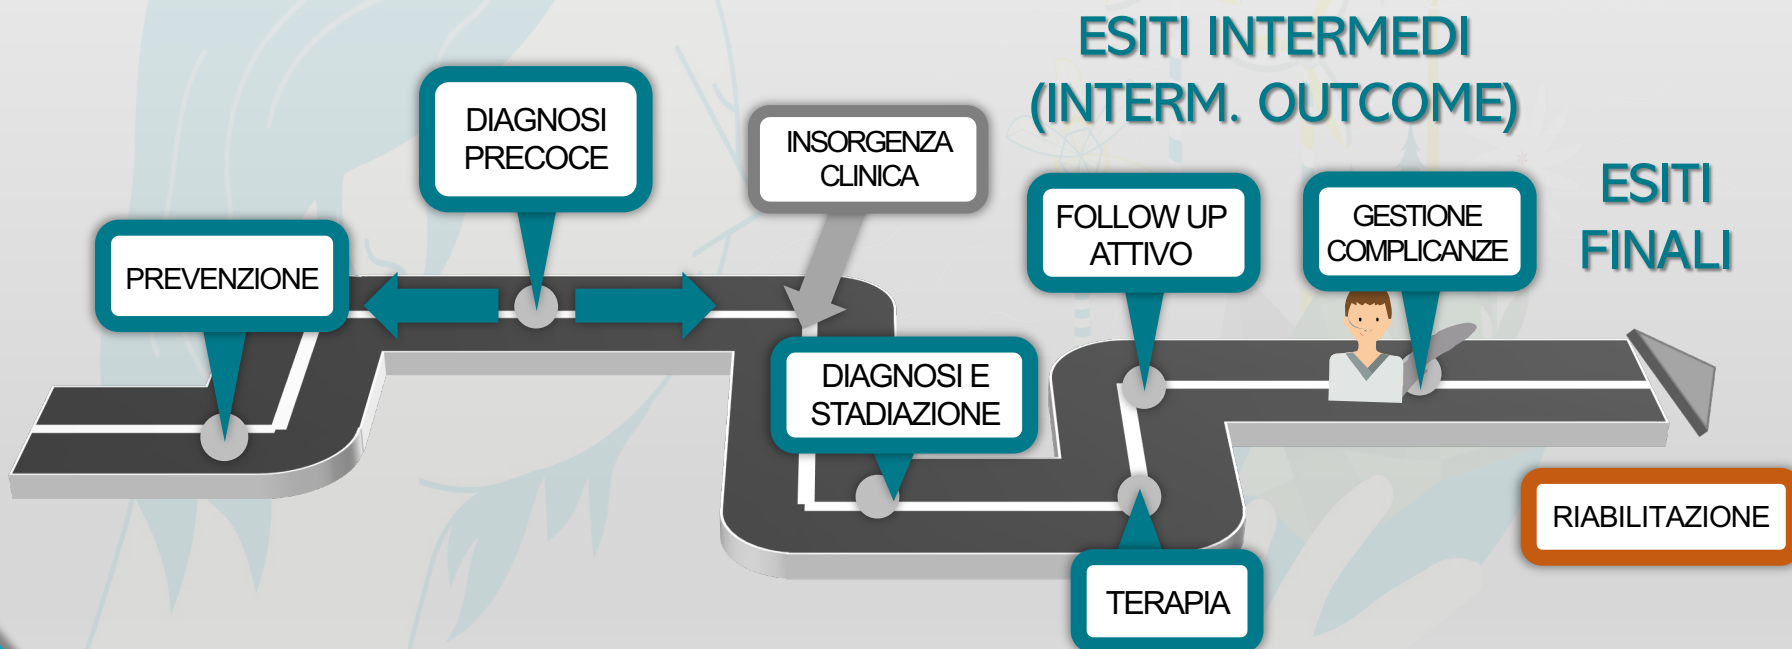 ESITI INTERMEDI
(INTERM. OUTCOME)
DIAGNOSI
PRECOCE
INSORGENZA
CLINICA
ESITI
FINALI
PREVENZIONE
FOLLOW UP
ATTIVO
GESTIONE
COMPLICANZE
DIAGNOSI E
STADIAZIONE
RIABILITAZIONE
TERAPIA